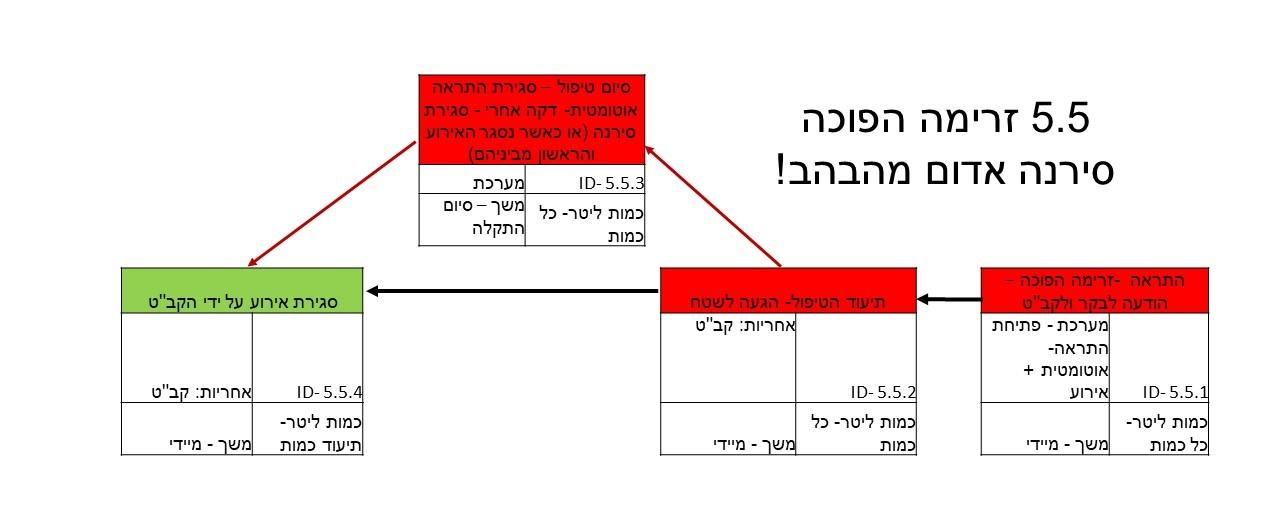 5.5 זרימה הפוכה
סירנה אדום מהבהב!
התראה -זרימה הפוכה –
הודעה לבקר ולקב"ט
ID- 5.5.1
מערכת - פתיחת
התראה-
אוטומטית +
אירוע
כמות ליטר-
כל כמות
משך - מיידי
תיעוד הטיפול- הגעה לשטח
ID- 5.5.2
אחריות: קב"ט
כמות ליטר- כל
כמות
משך - מיידי
סיום טיפול – סגירת התראה
אוטומטית- דקה אחרי - סגירת
סירנה (או כאשר נסגר האירוע
והראשון מביניהם)
ID- 5.5.3
מערכת
כמות ליטר- כל
כמות
משך – סיום
התקלה
סגירת אירוע על ידי הקב"ט
ID- 5.5.4
אחריות: קב"ט
כמות ליטר-
תיעוד כמות
משך - מיידי